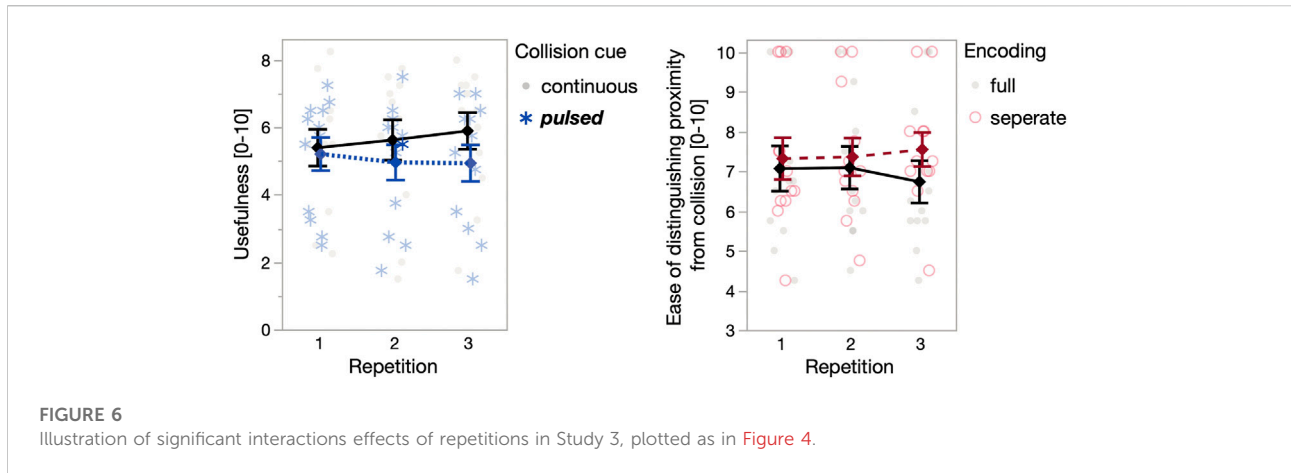 8
6
4
2
0
Usefulness [0-10]
1 2 3
Repetition
Collision cue
continuous
pulsed
10
9
8
7
6
5
4
3
Ease of distinguishing proximity
from collision [0-10]
1 2 3
Repetition
Encoding
full
seperate
FIGURE 6
Illustration of significant interactions effects of repetitions in Study 3, plotted as in Figure 4.